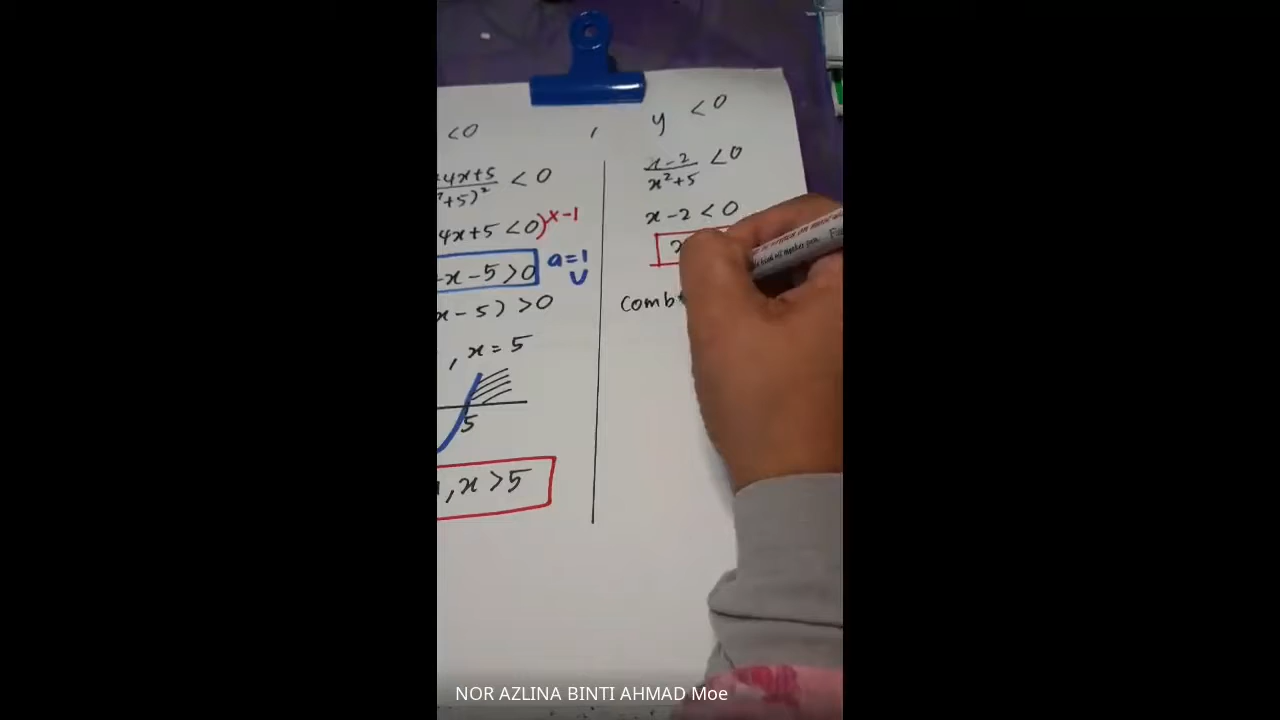 <0 , y <0
4x+5 / +5)² < 0
4x+5 <0) x-1
-x-5>0 a=1
x-5) >0
, x=5
5
, x >5
x-2 / x²+5 <0
x-2 <0
comb
NOR AZLINA BINTI AHMAD Moe